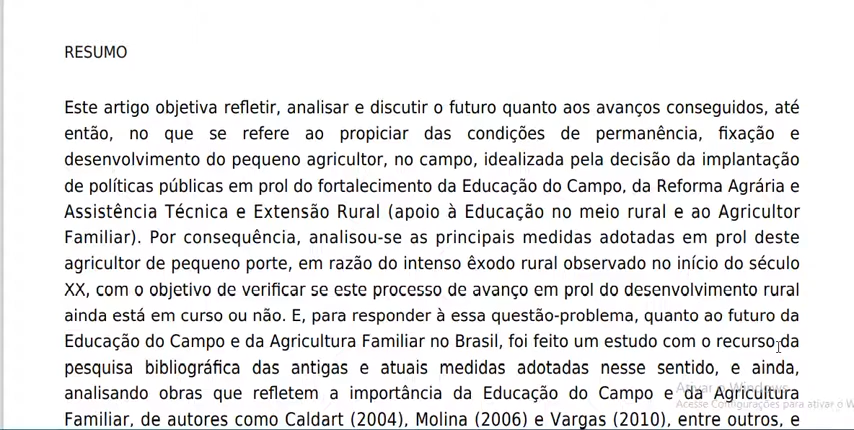 RESUMO
Este artigo objetiva refletir, analisar e discutir o futuro quanto aos avanços conseguidos, até
então, no que se refere ao propiciar das condições de permanência, fixação e
desenvolvimento do pequeno agricultor, no campo, idealizada pela decisão da implantação
de políticas públicas em prol do fortalecimento da Educação do Campo, da Reforma Agrária e
Assistência Técnica e Extensão Rural (apoio à Educação no meio rural e ao Agricultor
Familiar). Por consequência, analisou-se as principais medidas adotadas em prol deste
agricultor de pequeno porte, em razão do intenso êxodo rural observado no início do século
XX, com o objetivo de verificar se este processo de avanço em prol do desenvolvimento rural
ainda está em curso ou não. E, para responder à essa questão-problema, quanto ao futuro da
Educação do Campo e da Agricultura Familiar no Brasil, foi feito um estudo com o recurso da
pesquisa bibliográfica das antigas e atuais medidas adotadas nesse sentido, e ainda,
analisando obras que refletem a importância da Educação do Campo e da Agricultura
Familiar, de autores como Caldart (2004), Molina (2006) e Vargas (2010), entre outros, e
Ativar o Windows
Acesse Configurações para ativar o W